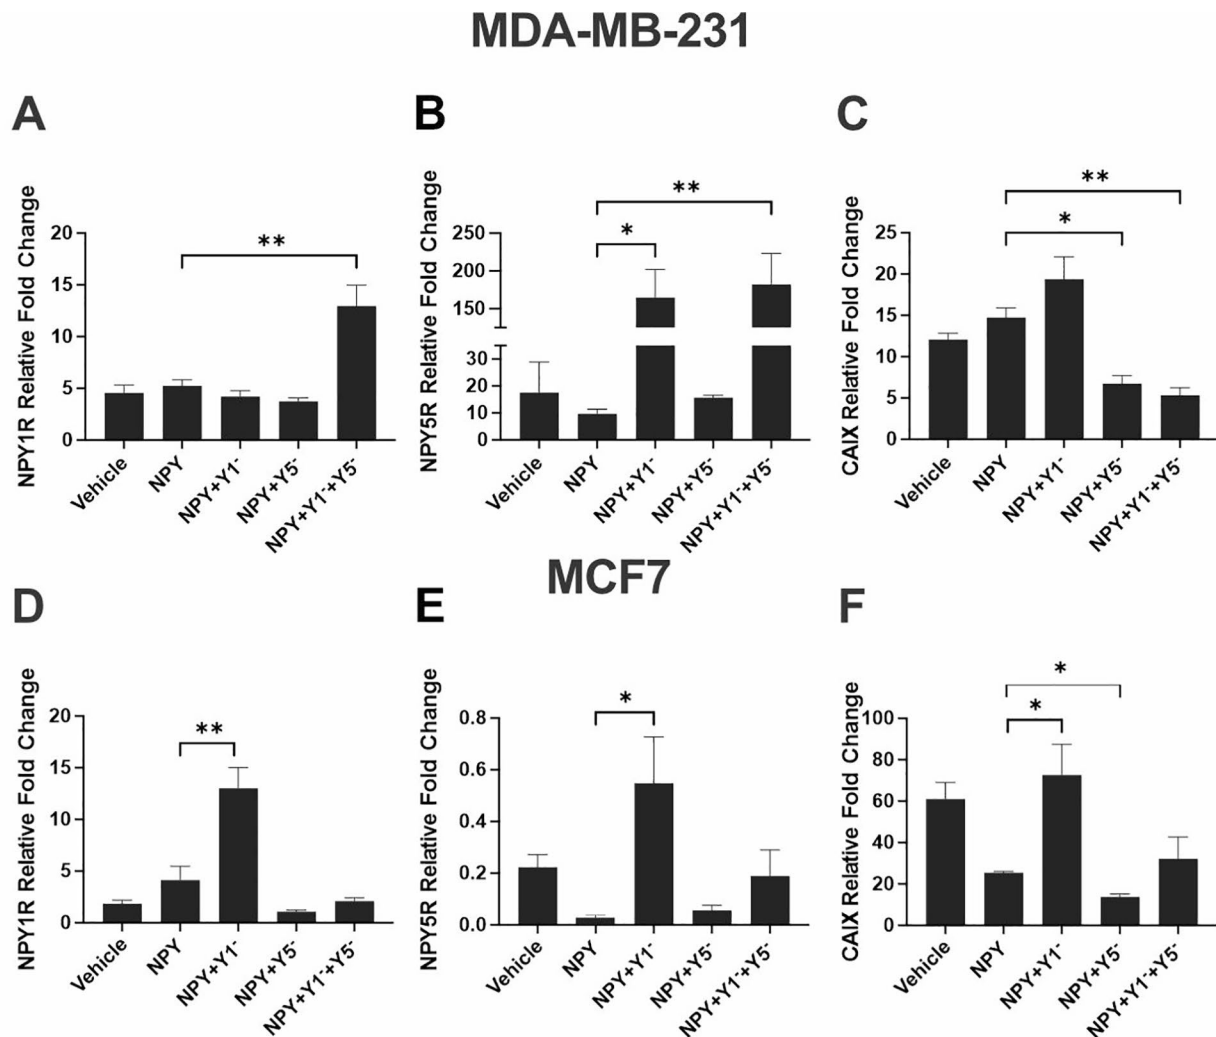 MDA-MB-231
A
NPY1R Relative Fold Change
20
15
10
5
0
**
Vehicle
NPY
NPY+Y1⁻
NPY+Y5⁻
NPY+Y1⁻+Y5⁻
B
NPY5R Relative Fold Change
250
200
150
30
20
10
0
*
**
Vehicle
NPY
NPY+Y1⁻
NPY+Y5⁻
NPY+Y1⁻+Y5⁻
C
CAIX Relative Fold Change
25
20
15
10
5
0
**
*
Vehicle
NPY
NPY+Y1⁻
NPY+Y5⁻
NPY+Y1⁻+Y5⁻
MCF7
D
NPY1R Relative Fold Change
20
15
10
5
0
**
Vehicle
NPY
NPY+Y1⁻
NPY+Y5⁻
NPY+Y1⁻+Y5⁻
E
NPY5R Relative Fold Change
0.8
0.6
0.4
0.2
0.0
*
Vehicle
NPY
NPY+Y1⁻
NPY+Y5⁻
NPY+Y1⁻+Y5⁻
F
CAIX Relative Fold Change
100
80
60
40
20
0
*
*
Vehicle
NPY
NPY+Y1⁻
NPY+Y5⁻
NPY+Y1⁻+Y5⁻